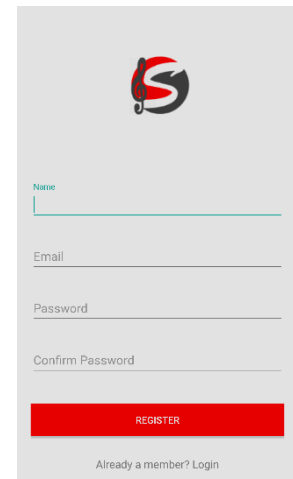 Name
Email
Password
Confirm Password
REGISTER
Already a member? Login